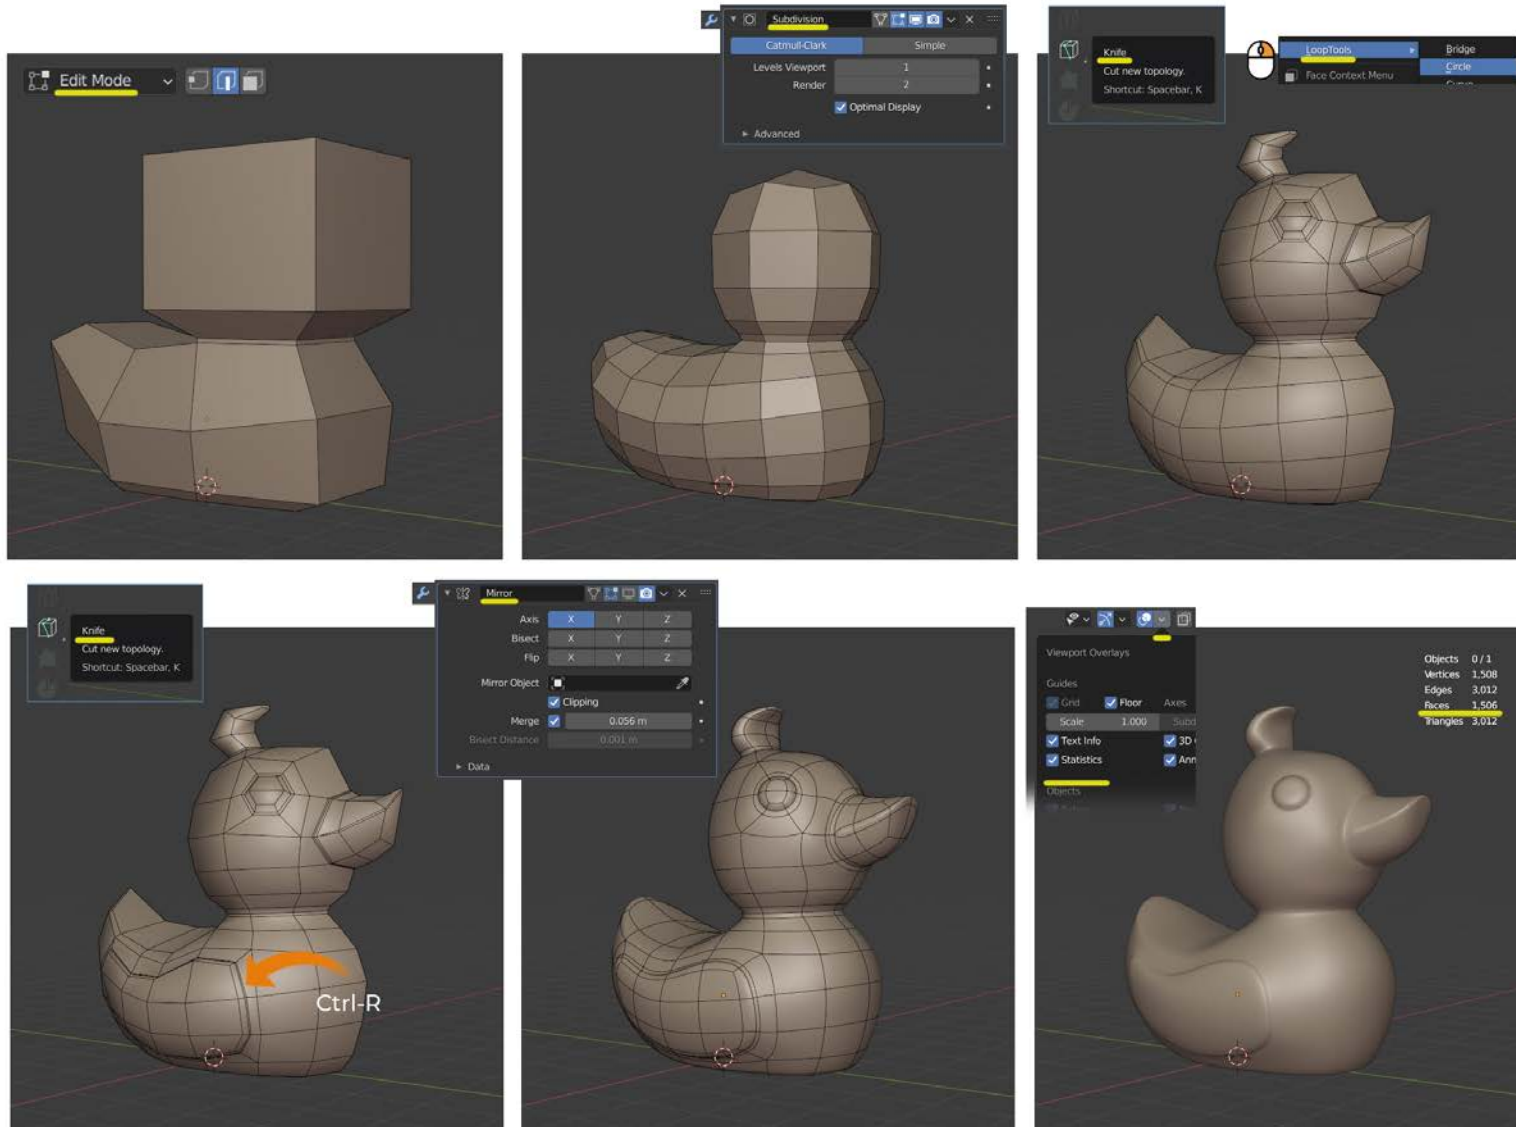 Edit Mode
Subdivision
Catmull-Clark Simple
Levels Viewport 1
Render 2
Optimal Display
Advanced
Knife
Cut new topology.
Shortcut: Spacebar, K
LoopTools
Face Context Menu
Bridge
Circle
Knife
Cut new topology.
Shortcut: Spacebar, K
Ctrl-R
Mirror
Axis X Y Z
Bisect X Y Z
Flip X Y Z
Mirror Object
Clipping
Merge 0.056 m
Bisect Distance 0.001 m
Data
Viewport Overlays
Guides
Grid Floor Axes
Scale 1.000 Subd
Text Info 3D
Statistics Ann
Objects
Objects 0 / 1
Vertices 1,508
Edges 3,012
Faces 1,506
Triangles 3,012